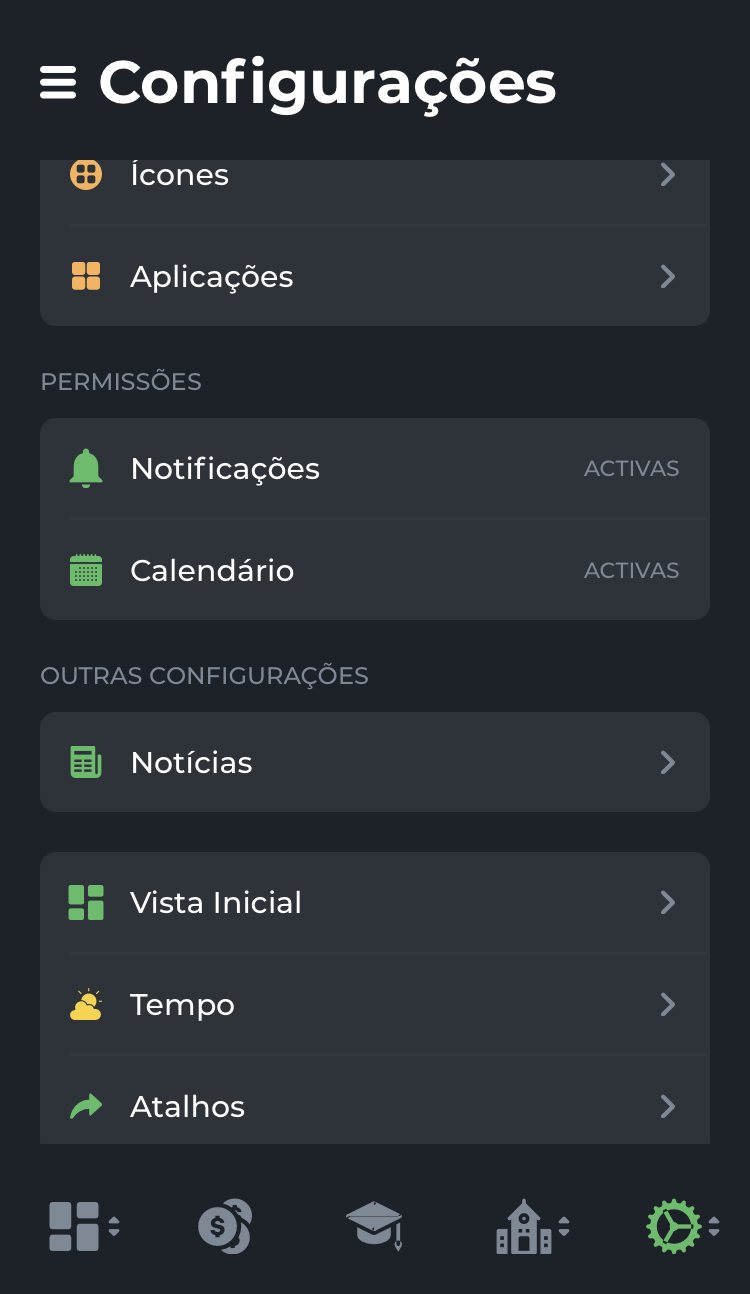 Configurações
Ícones
Aplicações
PERMISSÕES
Notificações ACTIVAS
Calendário ACTIVAS
OUTRAS CONFIGURAÇÕES
Notícias
Vista Inicial
Tempo
Atalhos